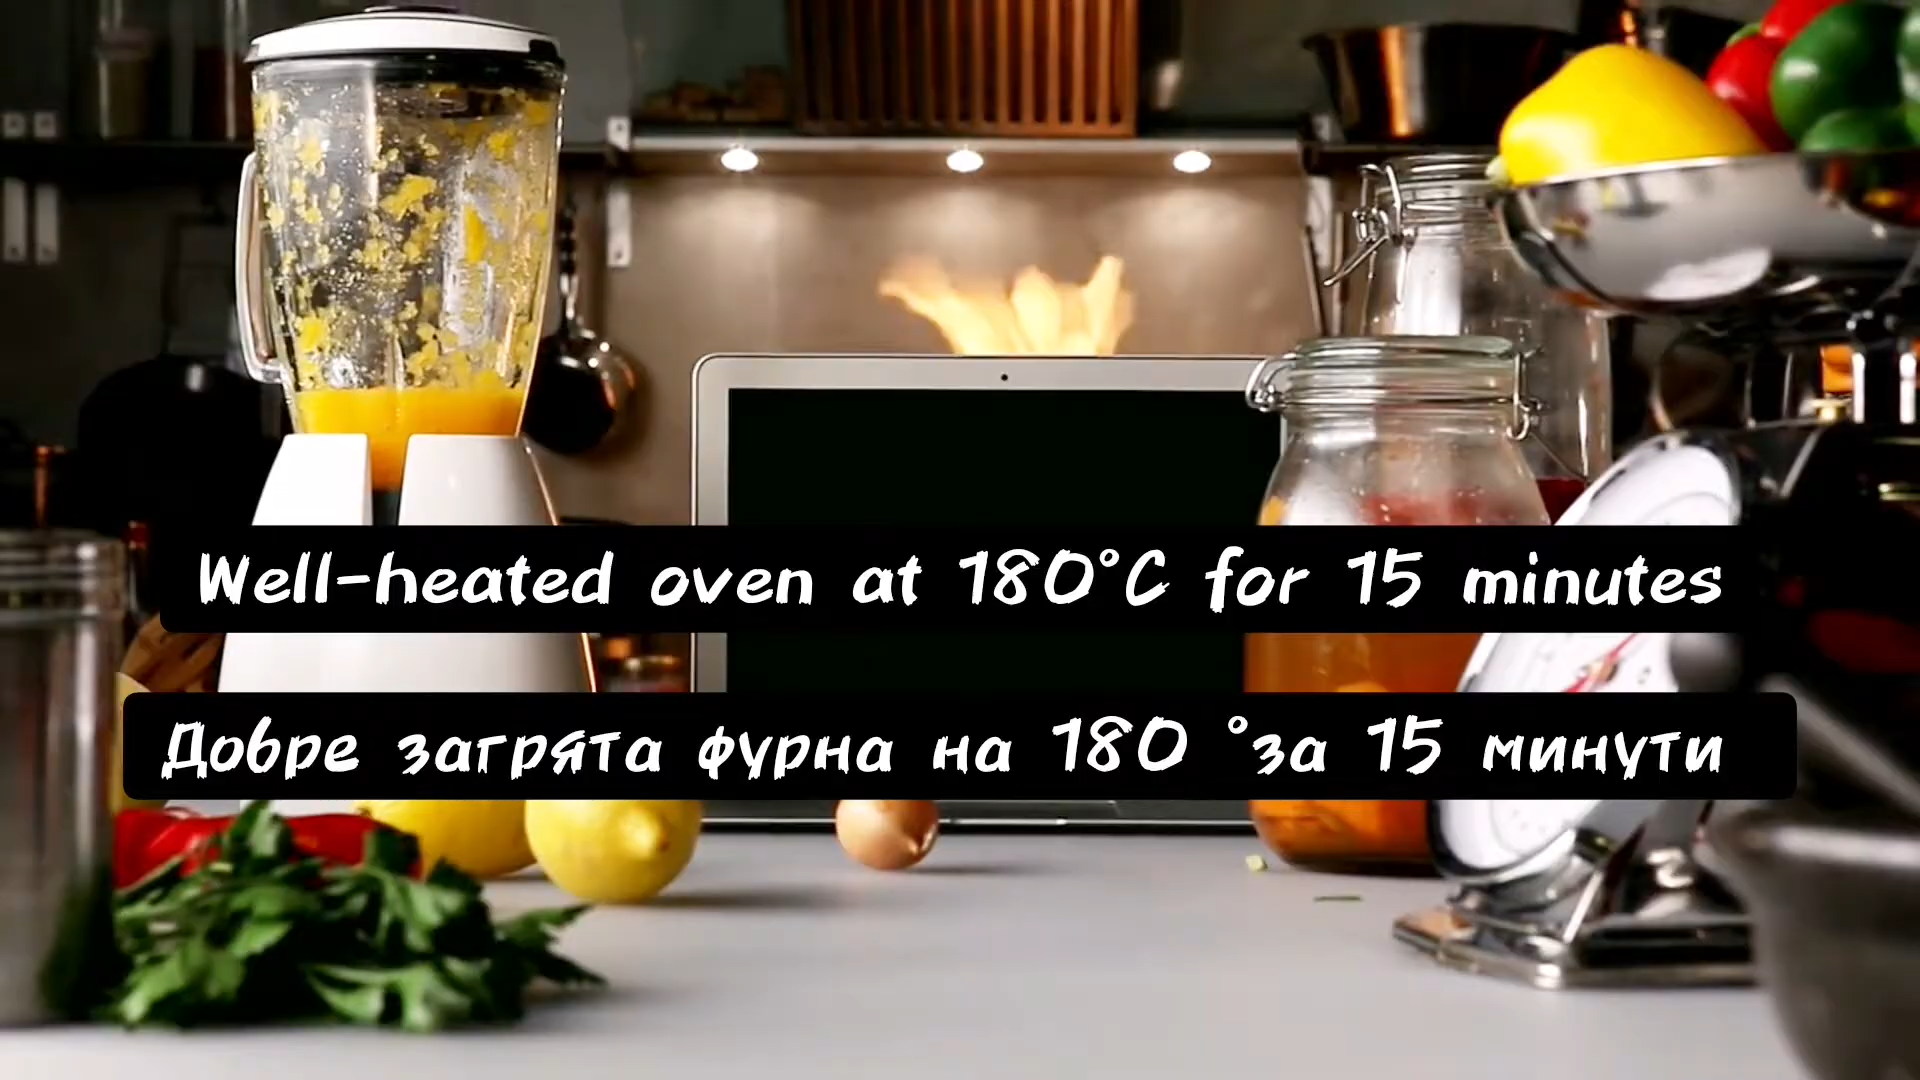 Well-heated oven at 180°C for 15 minutes
Добре загрята фурна на 180 °за 15 минути